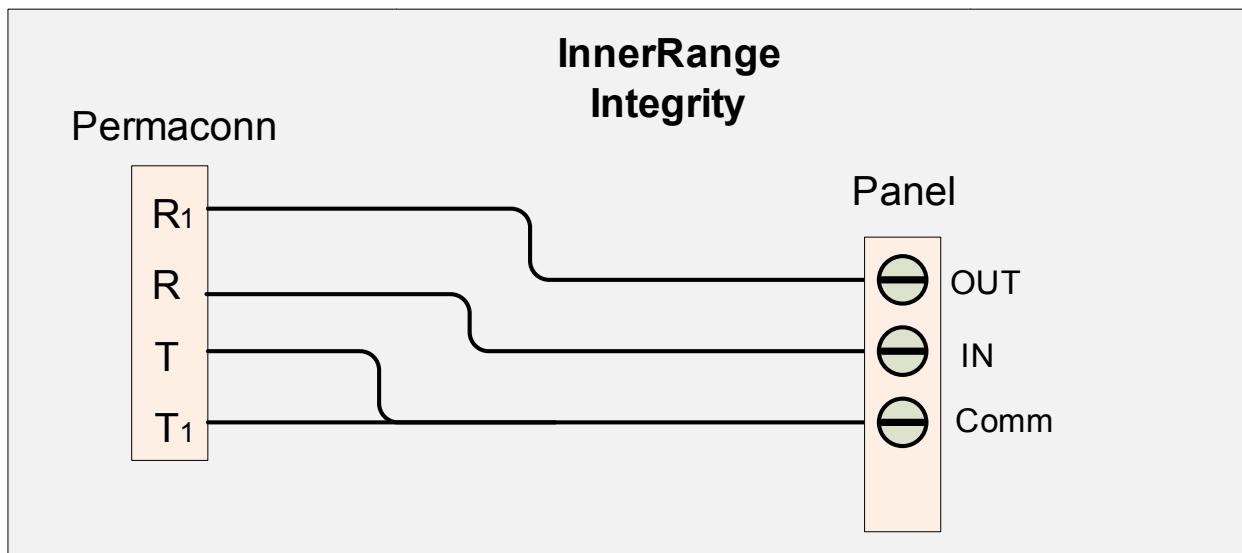 InnerRange
Integrity
Permaconn
Panel
R1
R
T
T1
OUT
IN
Comm